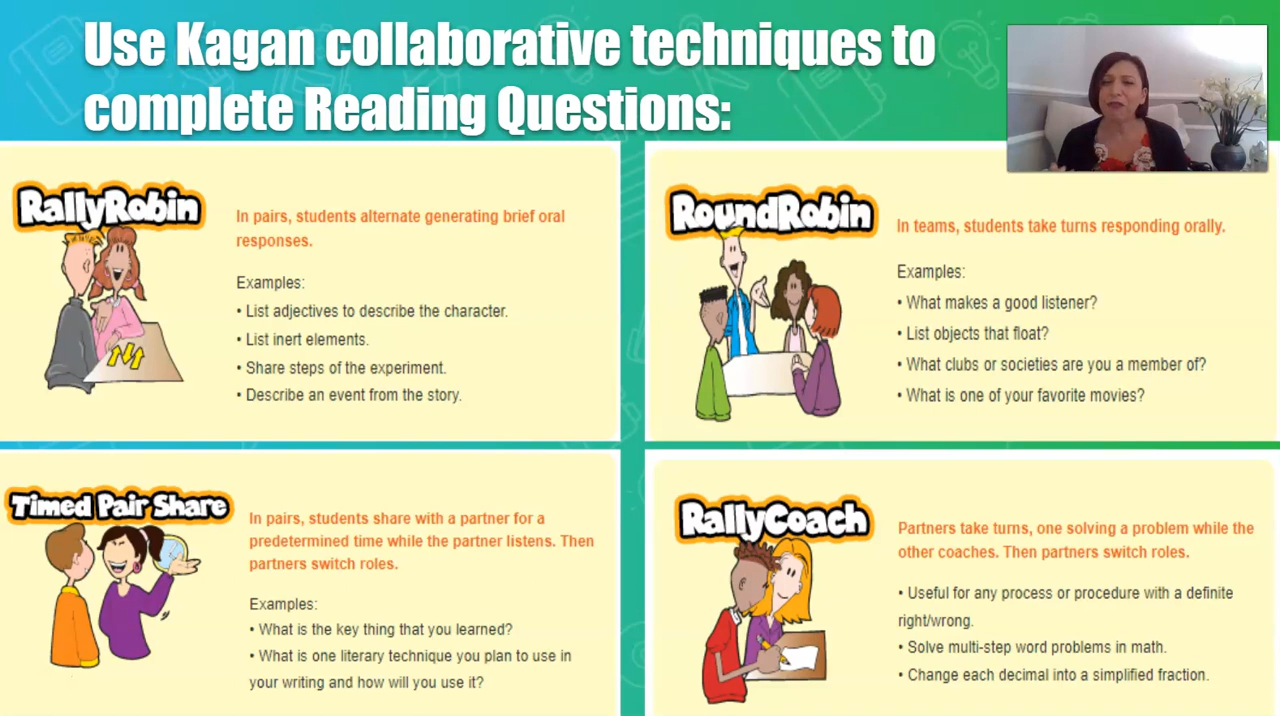 Use Kagan collaborative techniques to
complete Reading Questions:
RallyRobin
In pairs, students alternate generating brief oral
responses.
Examples:
• List adjectives to describe the character.
• List inert elements.
• Share steps of the experiment.
• Describe an event from the story.
RoundRobin
In teams, students take turns responding orally.
Examples:
• What makes a good listener?
• List objects that float?
• What clubs or societies are you a member of?
• What is one of your favorite movies?
Timed Pair Share
In pairs, students share with a partner for a
predetermined time while the partner listens. Then
partners switch roles.
Examples:
• What is the key thing that you learned?
• What is one literary technique you plan to use in
your writing and how will you use it?
RallyCoach
Partners take turns, one solving a problem while the
other coaches. Then partners switch roles.
• Useful for any process or procedure with a definite
right/wrong.
• Solve multi-step word problems in math.
• Change each decimal into a simplified fraction.